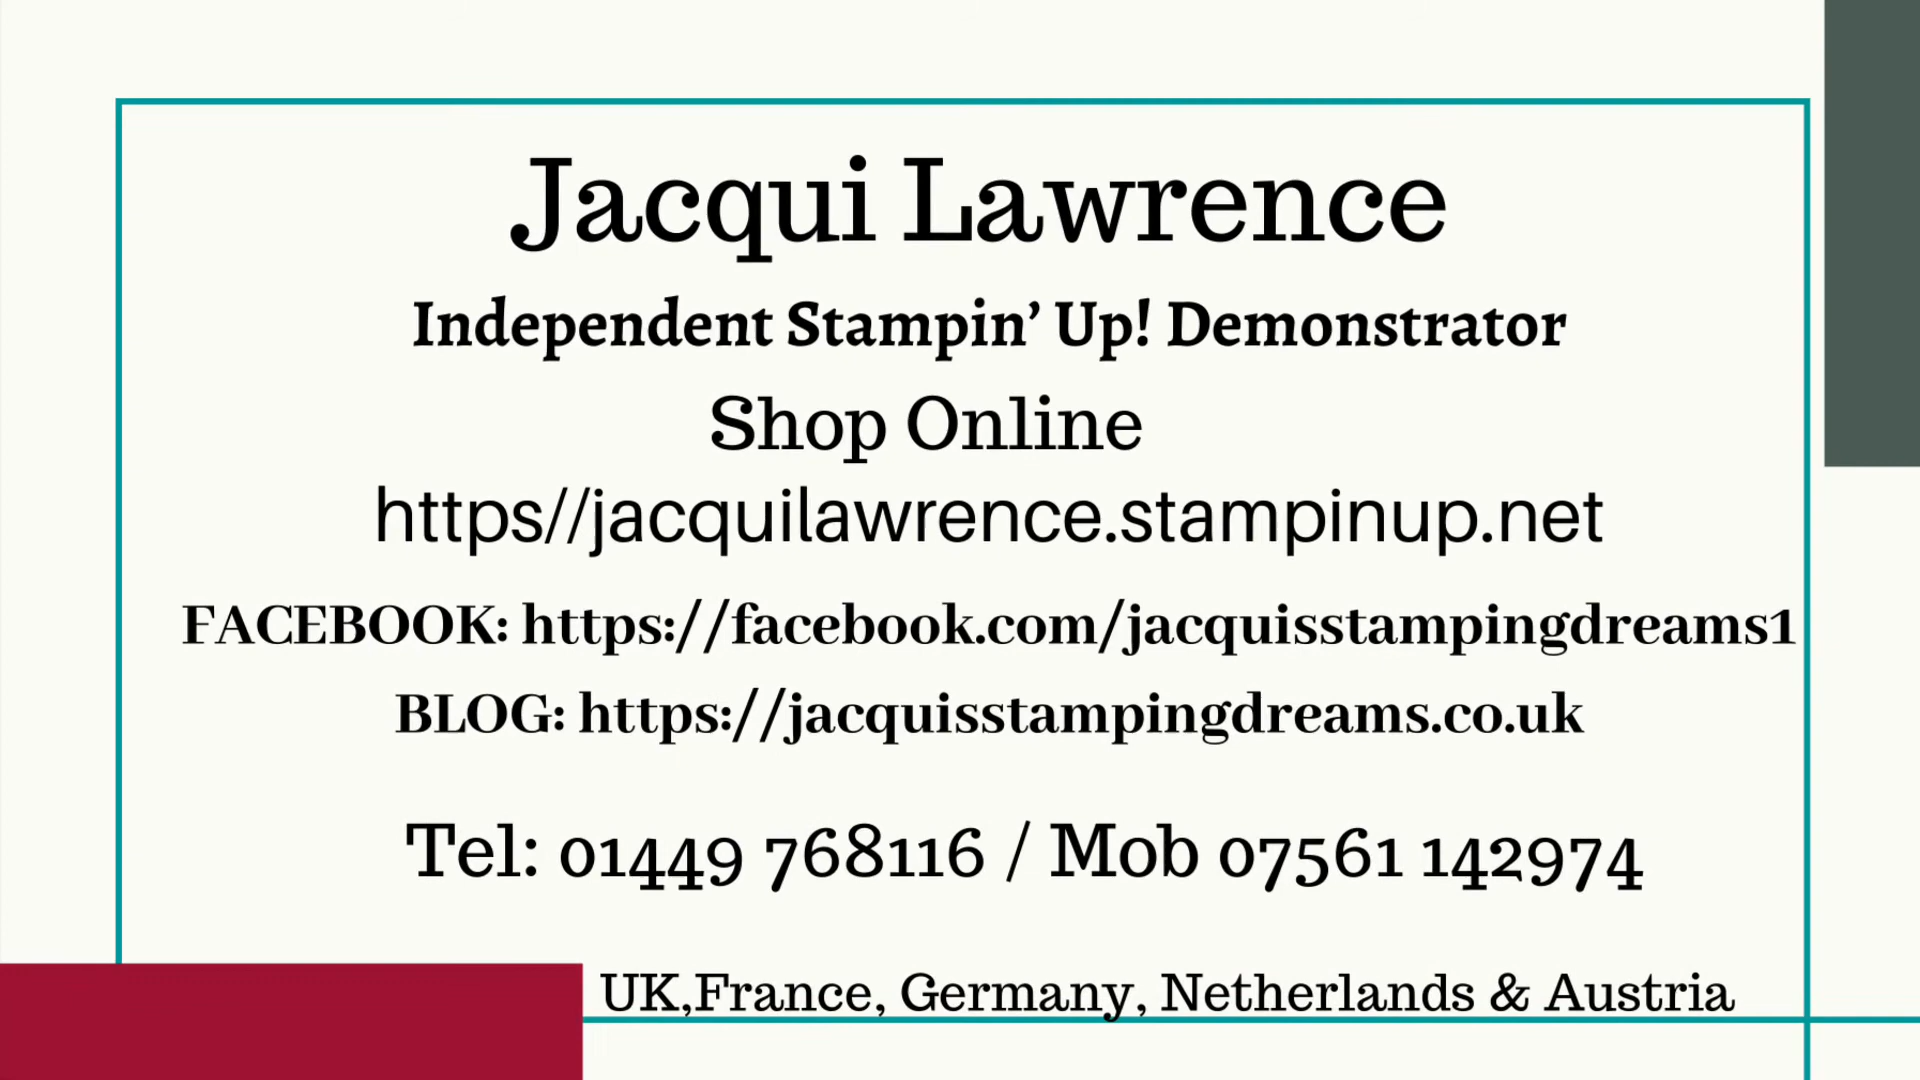 Jacqui Lawrence
Independent Stampin’ Up! Demonstrator
Shop Online
https//jacquilawrence.stampinup.net
FACEBOOK: https://facebook.com/jacquisstampingdreams1
BLOG: https://jacquisstampingdreams.co.uk
Tel: 01449 768116 / Mob 07561 142974
UK,France, Germany, Netherlands & Austria